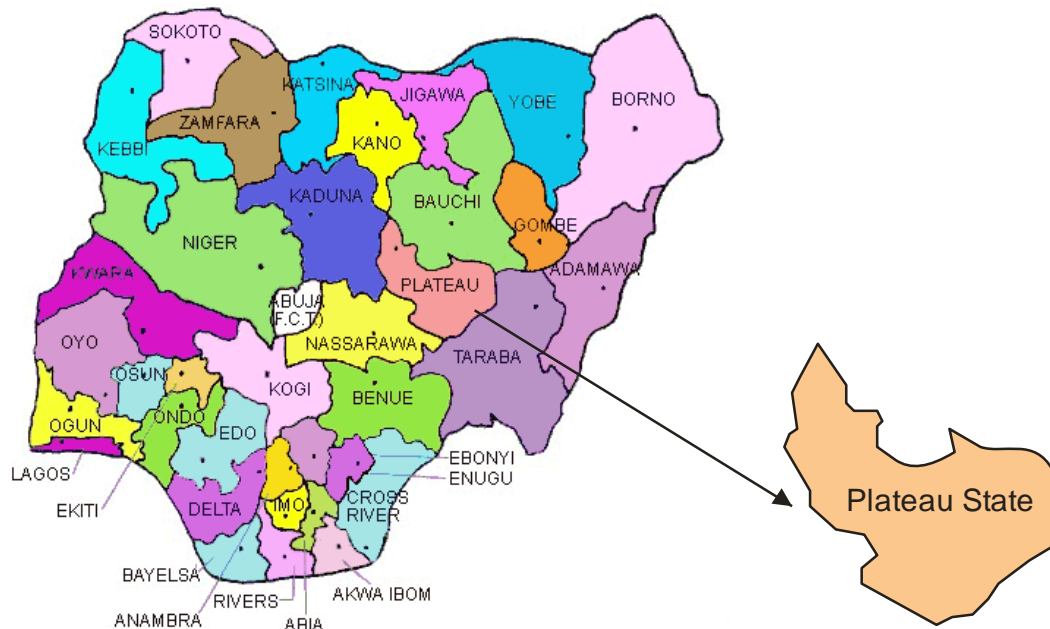 SOKOTO
KATSINA
JIGAWA
YOBE
BORNO
ZAMFARA
KEBBI
KANO
KADUNA
BAUCHI
GOMBE
NIGER
ADAMAWA
KWARA
PLATEAU
ABUJA
(F.C.T.)
OYO
NASSARAWA
TARABA
OSUN
KOGI
BENUE
OGUN
ONDO
EDO
EBONYI
LAGOS
ENUGU
EKITI
DELTA
IMO
CROSS
RIVER
Plateau State
BAYELSA
RIVERS
AKWA IBOM
ANAMBRA
ABIA